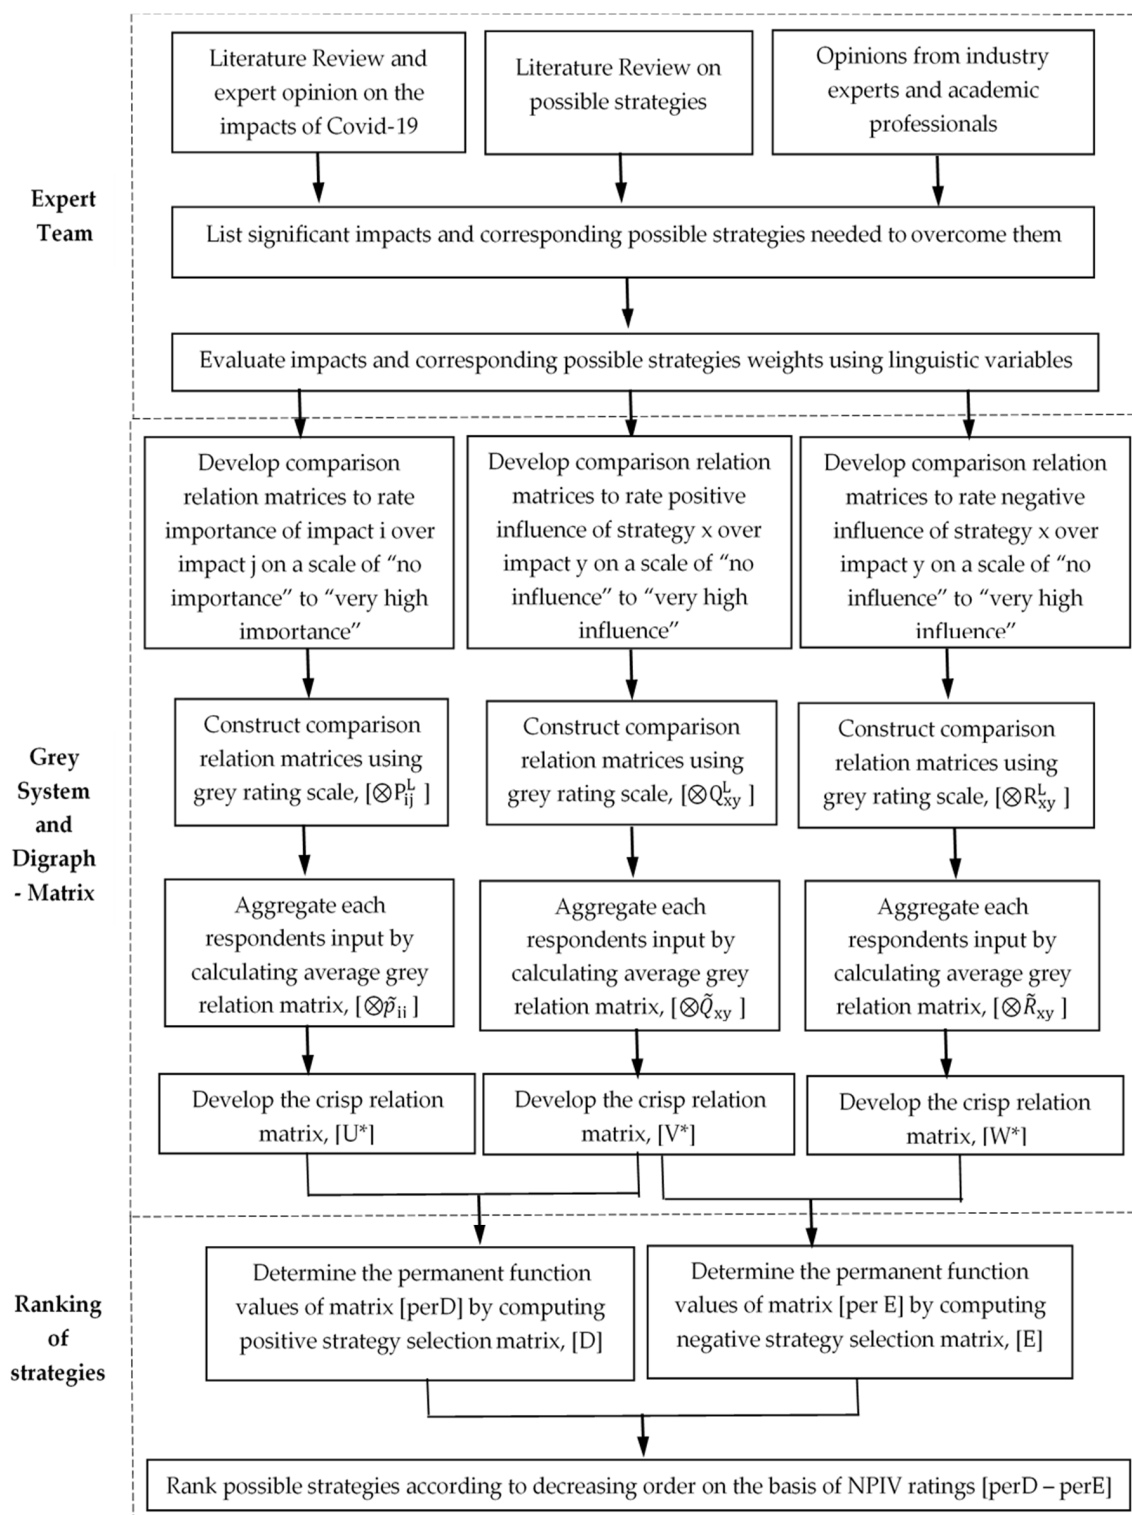 Literature Review and
expert opinion on the
impacts of Covid-19
Literature Review on
possible strategies
Opinions from industry
experts and academic
professionals
Expert
Team
List significant impacts and corresponding possible strategies needed to overcome them
Evaluate impacts and corresponding possible strategies weights using linguistic variables
Develop comparison
relation matrices to rate
importance of impact i over
impact j on a scale of “no
importance” to “very high
importance”
Develop comparison relation
matrices to rate positive
influence of strategy x over
impact y on a scale of “no
influence” to “very high
influence”
Develop comparison relation
matrices to rate negative
influence of strategy x over
impact y on a scale of “no
influence” to “very high
influence”
Grey
System
and
Digraph
- Matrix
Construct comparison
relation matrices using
grey rating scale, [⊗P_ij^L ]
Construct comparison
relation matrices using
grey rating scale, [⊗Q_xy^L ]
Construct comparison
relation matrices using
grey rating scale, [⊗R_xy^L ]
Aggregate each
respondents input by
calculating average grey
relation matrix, [⊗p̃_ij ]
Aggregate each
respondents input by
calculating average grey
relation matrix, [⊗Q̃_xy ]
Aggregate each
respondents input by
calculating average grey
relation matrix, [⊗R̃_xy ]
Develop the crisp relation
matrix, [U*]
Develop the crisp relation
matrix, [V*]
Develop the crisp relation
matrix, [W*]
Ranking
of
strategies
Determine the permanent function
values of matrix [perD] by computing
positive strategy selection matrix, [D]
Determine the permanent function
values of matrix [per E] by computing
negative strategy selection matrix, [E]
Rank possible strategies according to decreasing order on the basis of NPIV ratings [perD – perE]